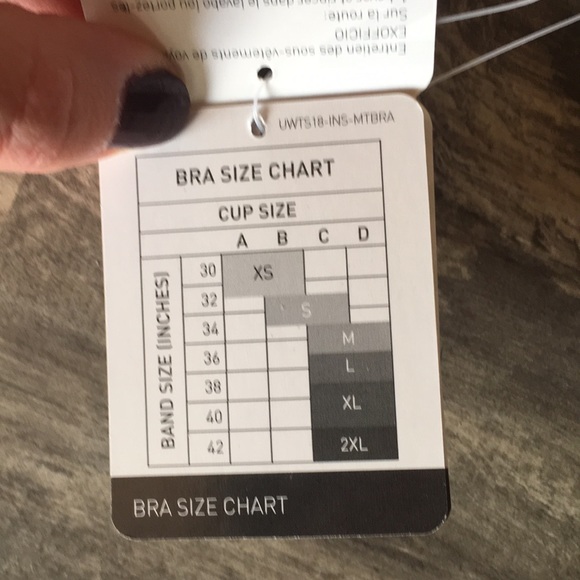 Entretien des sous-vêtements de voy
EXOFFICIO
Sur la route:
UWTS18-INS-MTBRA
BRA SIZE CHART
CUP SIZE
A B C D
BAND SIZE (INCHES)
30 XS
32 S
34 M
36 L
38 XL
40
42 2XL
BRA SIZE CHART